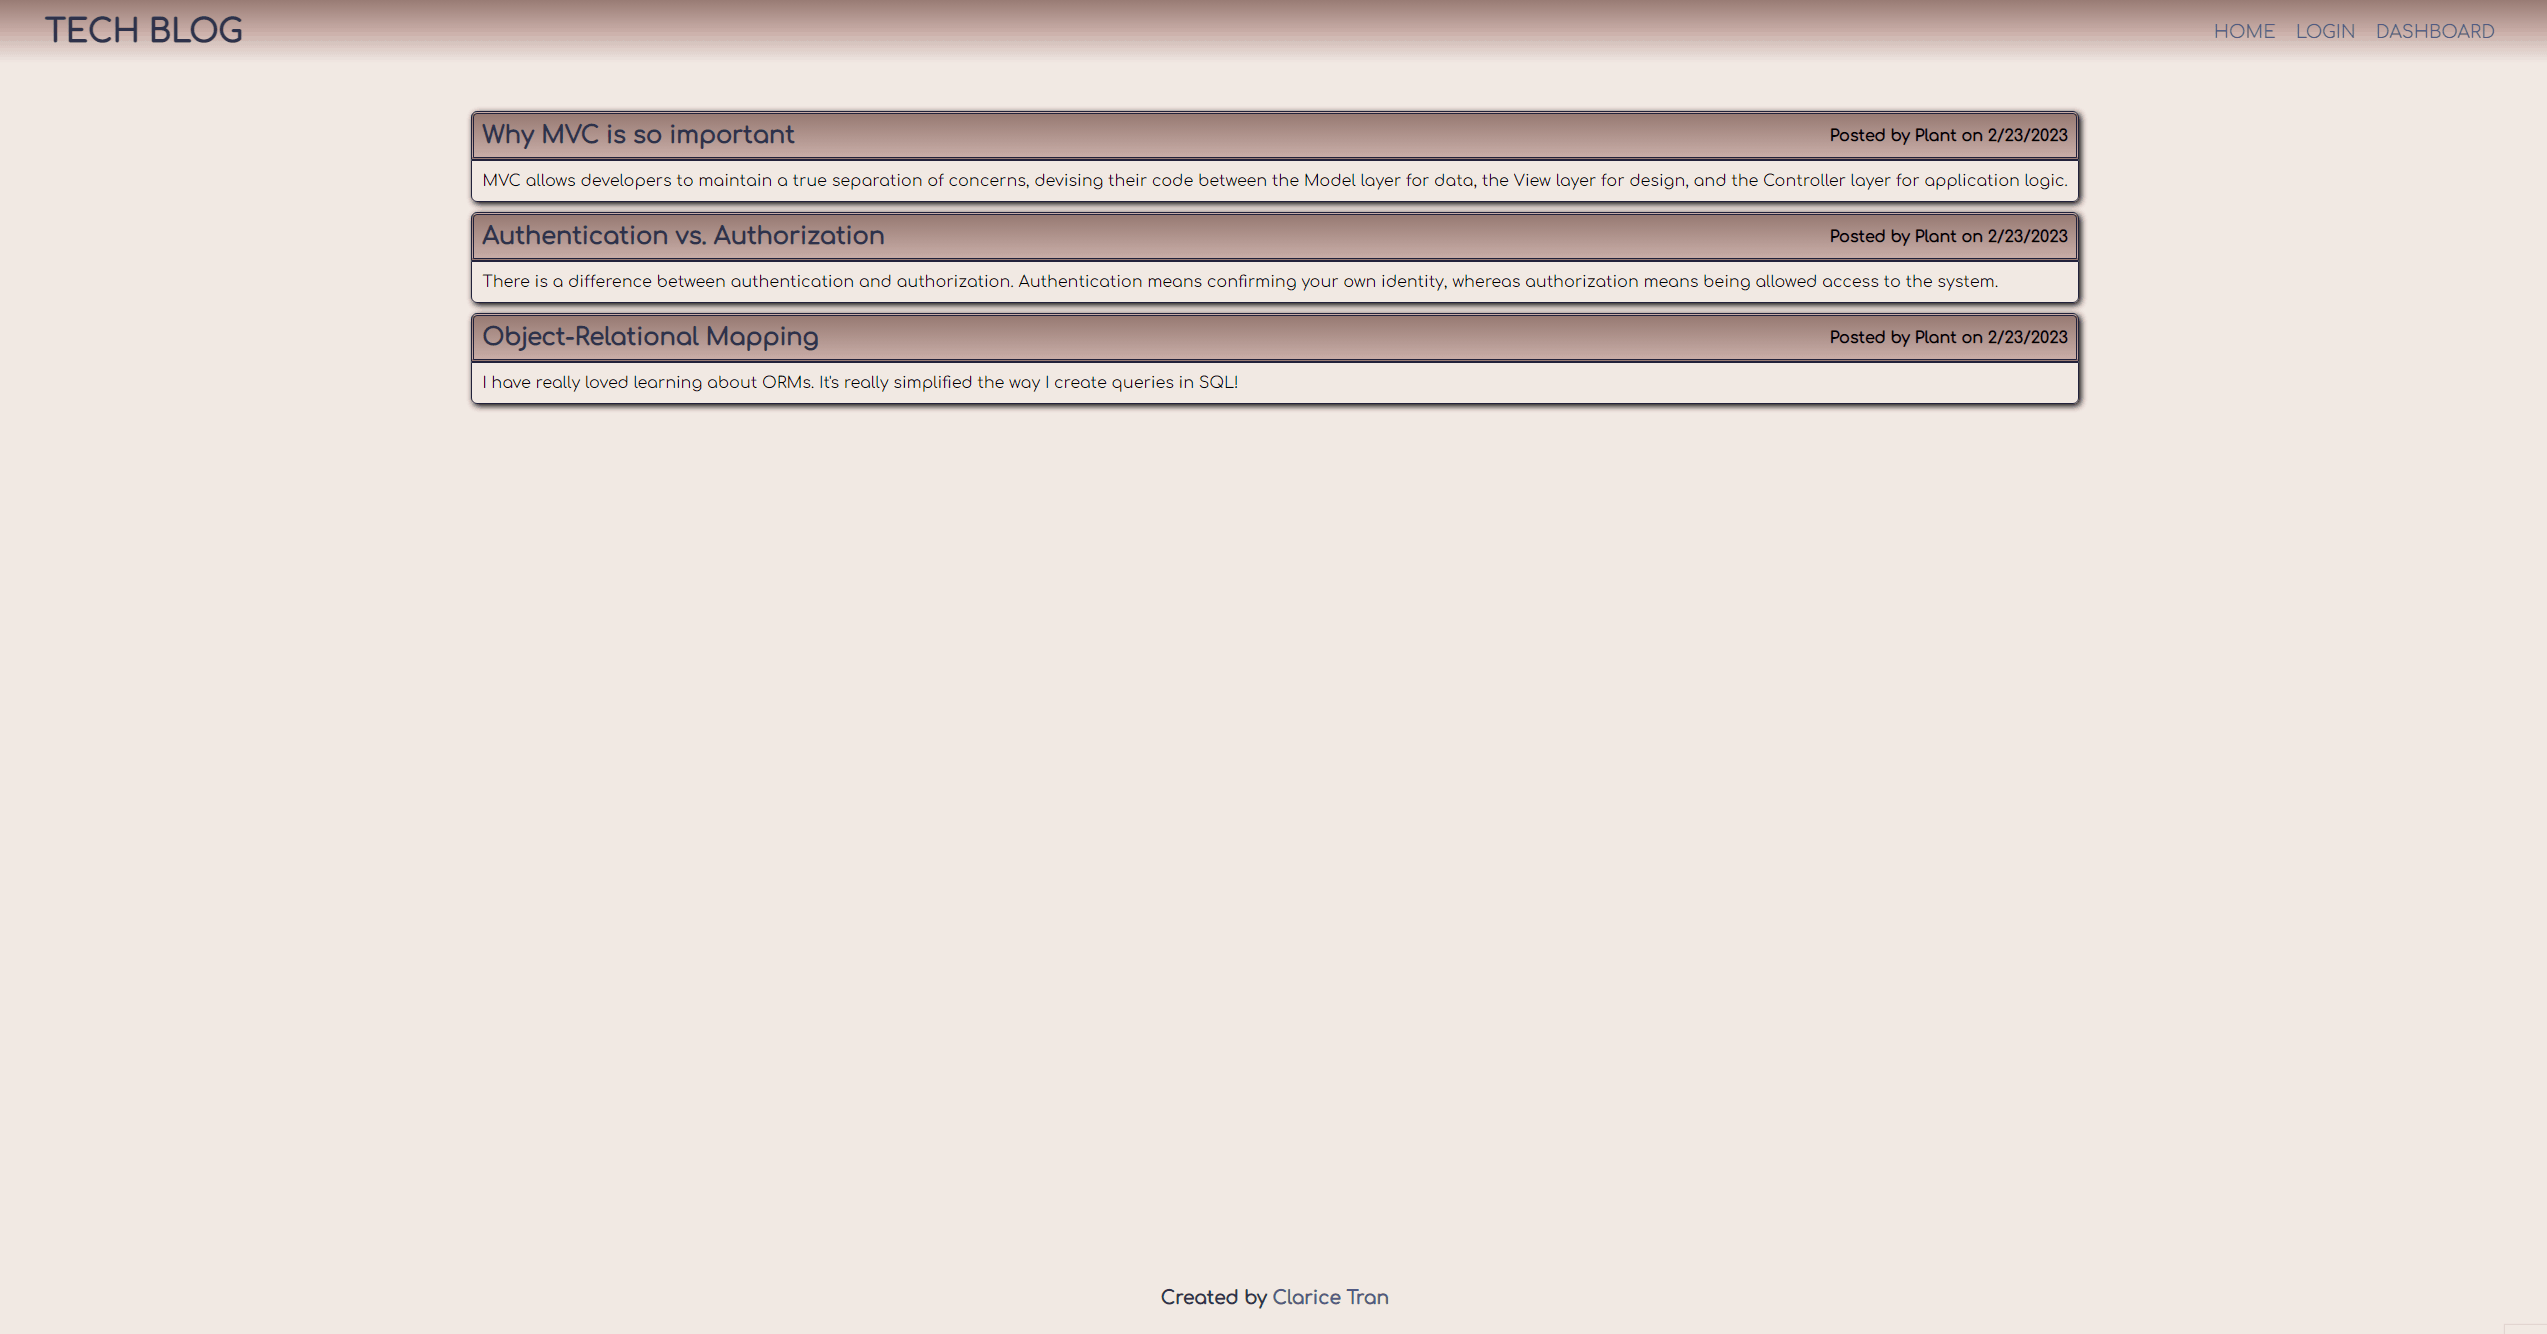 TECH BLOG
HOME LOGIN DASHBOARD
Why MVC is so important
Posted by Plant on 2/23/2023
MVC allows developers to maintain a true separation of concerns, devising their code between the Model layer for data, the View layer for design, and the Controller layer for application logic.
Authentication vs. Authorization
Posted by Plant on 2/23/2023
There is a difference between authentication and authorization. Authentication means confirming your own identity, whereas authorization means being allowed access to the system.
Object-Relational Mapping
Posted by Plant on 2/23/2023
I have really loved learning about ORMs. It's really simplified the way I create queries in SQL!
Created by Clarice Tran